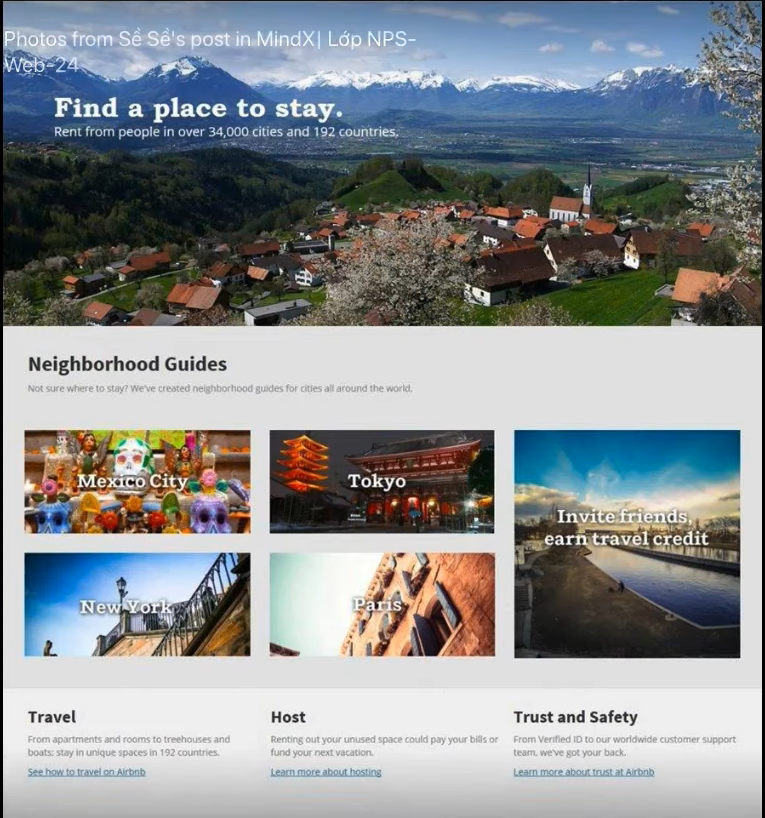 Photos from Sề Sề's post in MindX| Lớp NPS-
Web-24
Find a place to stay.
Rent from people in over 34,000 cities and 192 countries.
Neighborhood Guides
Not sure where to stay? We've created neighborhood guides for cities all around the world.
Mexico City
Tokyo
Invite friends,
earn travel credit
New York
Paris
Travel
From apartments and rooms to treehouses and
boats: stay in unique spaces in 192 countries.
See how to travel on Airbnb
Host
Renting out your unused space could pay your bills or
fund your next vacation.
Learn more about hosting
Trust and Safety
From Verified ID to our worldwide customer support
team, we've got your back.
Learn more about trust at Airbnb